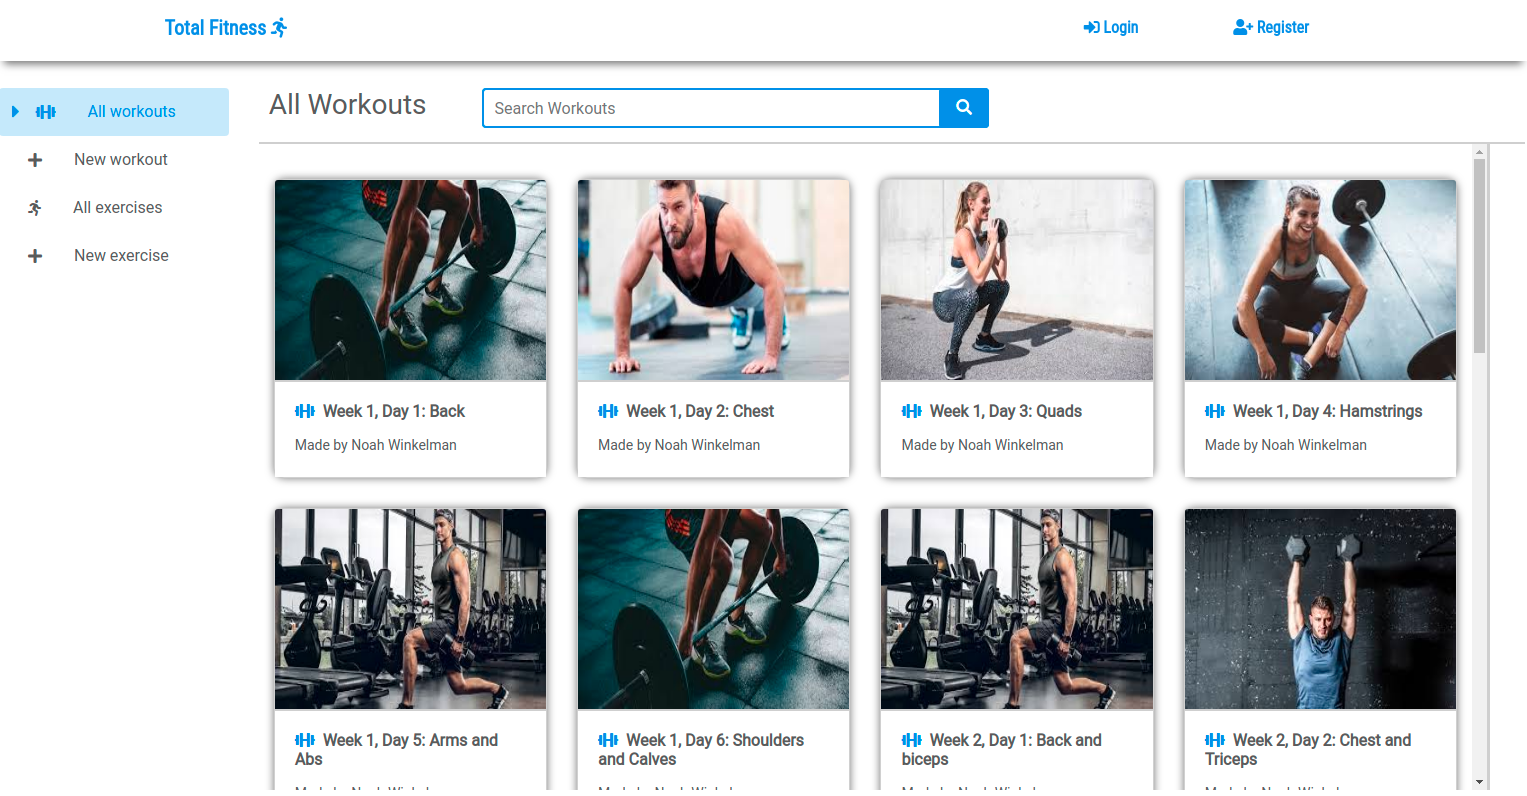 Total Fitness
Login
Register
All workouts
New workout
All exercises
New exercise
All Workouts
Search Workouts
Week 1, Day 1: Back
Made by Noah Winkelman
Week 1, Day 2: Chest
Made by Noah Winkelman
Week 1, Day 3: Quads
Made by Noah Winkelman
Week 1, Day 4: Hamstrings
Made by Noah Winkelman
Week 1, Day 5: Arms and
Abs
Week 1, Day 6: Shoulders
and Calves
Week 2, Day 1: Back and
biceps
Week 2, Day 2: Chest and
Triceps